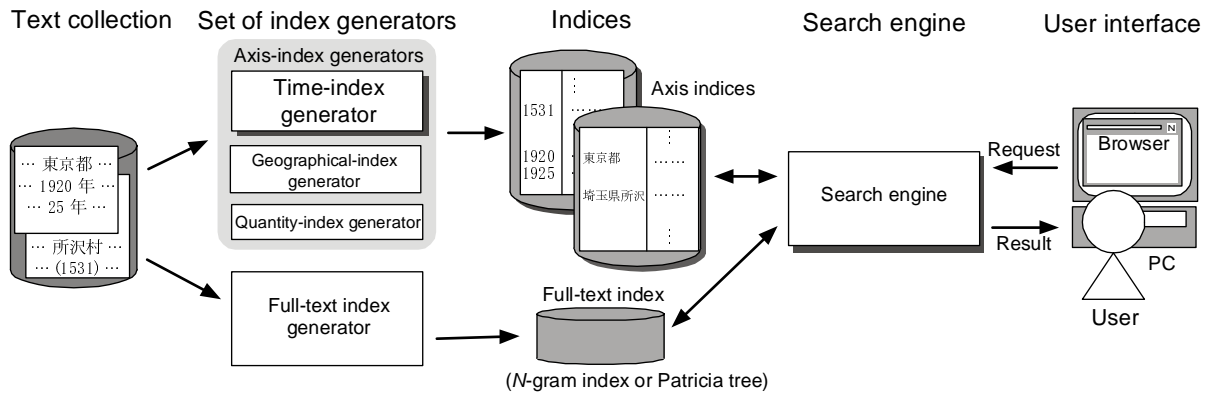 Text collection
Set of index generators
Indices
Search engine
User interface
Axis-index generators
Time-index
generator
Geographical-index
generator
Quantity-index generator
Full-text index
generator
… 東京都 …
… 1920 年 …
… 25 年 …
… 所沢村 …
… (1531) …
1531
……
1920
1925
Axis indices
東京都
……
埼玉県所沢
……
Full-text index
(N-gram index or Patricia tree)
Search engine
Request
Result
N
Browser
PC
User